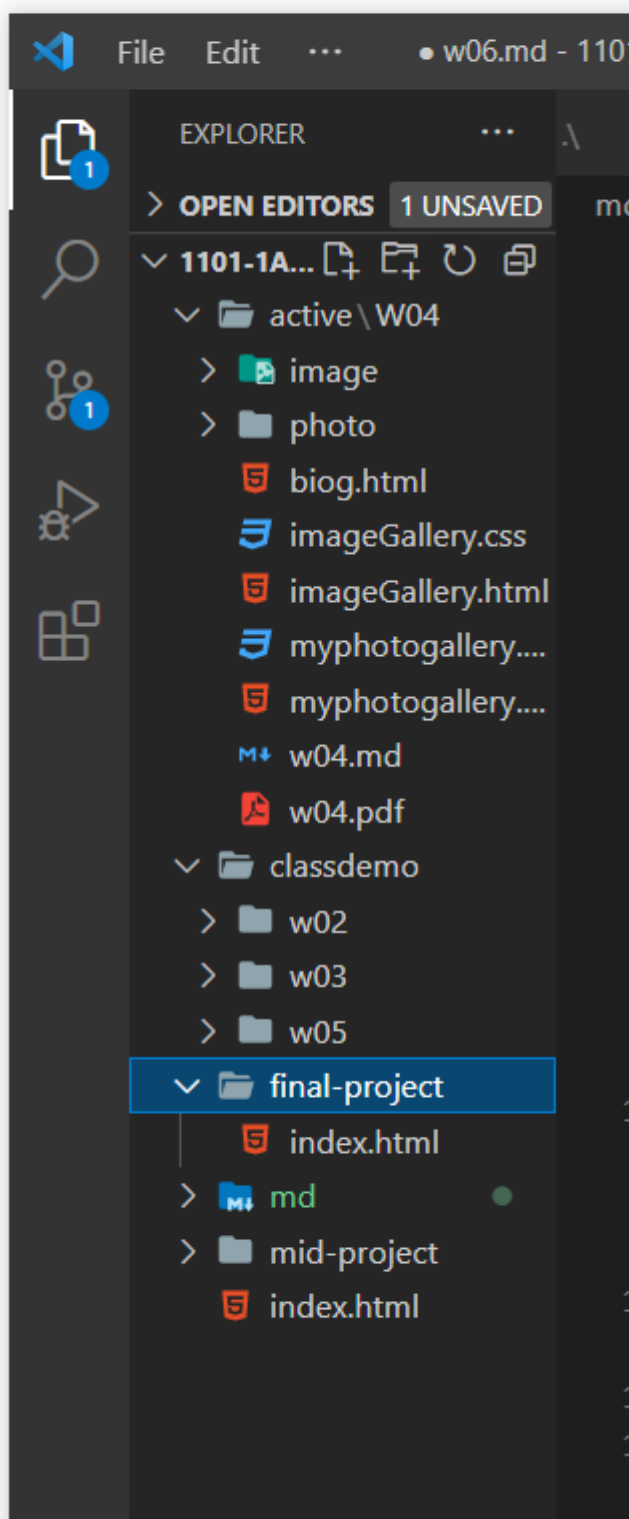 File Edit ··· ● w06.md - 1101
EXPLORER ··· .\
1
OPEN EDITORS 1 UNSAVED
1101-1A...
active\W04
image
photo
1
biog.html
imageGallery.css
imageGallery.html
myphotogallery....
myphotogallery....
w04.md
w04.pdf
classdemo
w02
w03
w05
final-project
index.html
md
mid-project
index.html